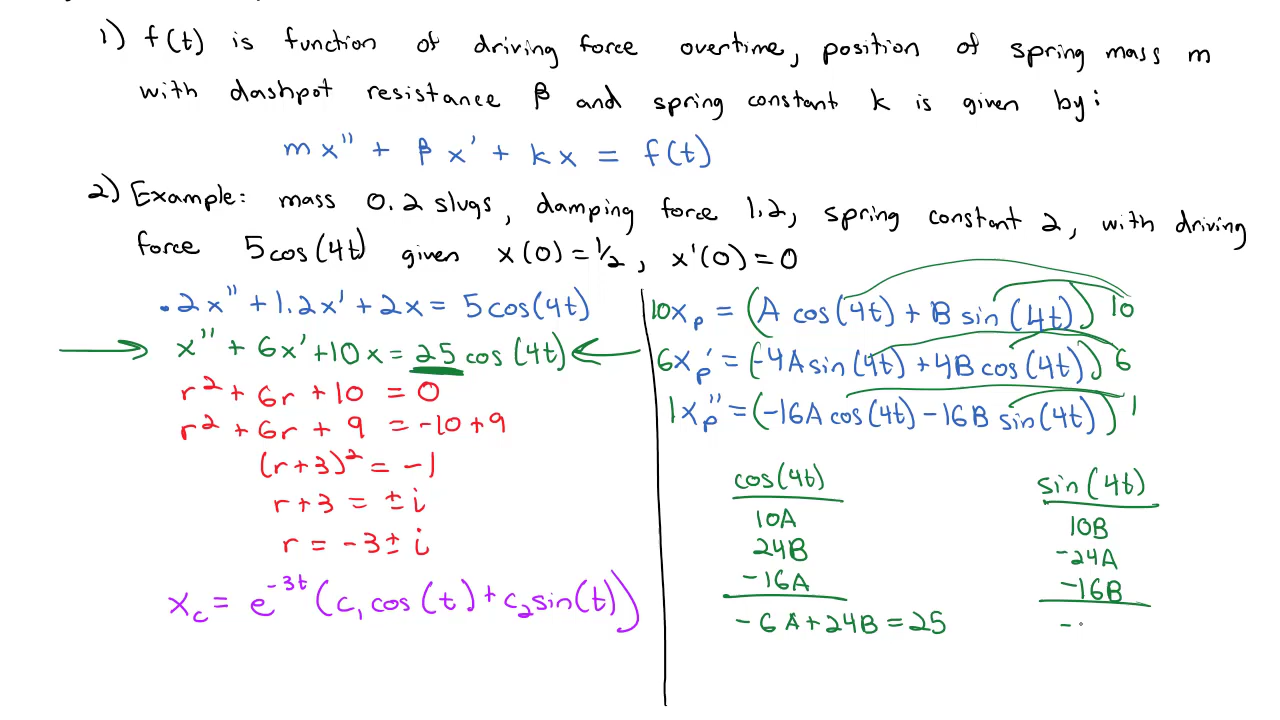 1) f(t) is function of driving force overtime, position of spring mass m
with dashpot resistance β and spring constant k is given by:
mx'' + βx' + kx = f(t)
2) Example: mass 0.2 slugs, damping force 1.2, spring constant 2, with driving
force 5cos(4t) given x(0)=1/2, x'(0)=0
.2x'' + 1.2x' + 2x = 5cos(4t)
x'' + 6x' + 10x = 25 cos(4t)
r² + 6r + 10 = 0
r² + 6r + 9 = -10+9
(r+3)² = -1
r+3 = ± i
r = -3 ± i
x_c = e^{-3t}(c₁cos(t) + c₂sin(t))
10x_p = (A cos(4t) + B sin(4t)) 10
6x_p' = (-4A sin(4t) + 4B cos(4t)) 6
1x_p'' = (-16A cos(4t) - 16B sin(4t)) 1
cos(4t)
10A
24B
-16A
-6A + 24B = 25
sin(4t)
10B
-24A
-16B
-